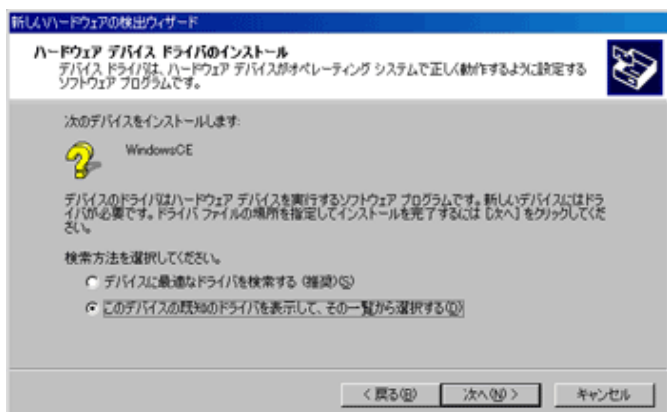 新しいハードウェアの検出ウィザード
ハードウェア デバイス ドライバのインストール
デバイス ドライバは、ハードウェア デバイスがオペレーティング システムで正しく動作するように設定する
ソフトウェア プログラムです。
次のデバイスをインストールします:
WindowsCE
デバイスのドライバはハードウェア デバイスを実行するソフトウェア プログラムです。新しいデバイスにはドラ
イバが必要です。ドライバ ファイルの場所を指定してインストールを完了するには [次へ] をクリックしてくだ
さい。
検索方法を選択してください。
デバイスに最適なドライバを検索する (推奨)(S)
このデバイスの既知のドライバを表示して、その一覧から選択する(D)
< 戻る(B)
次へ(N) >
キャンセル